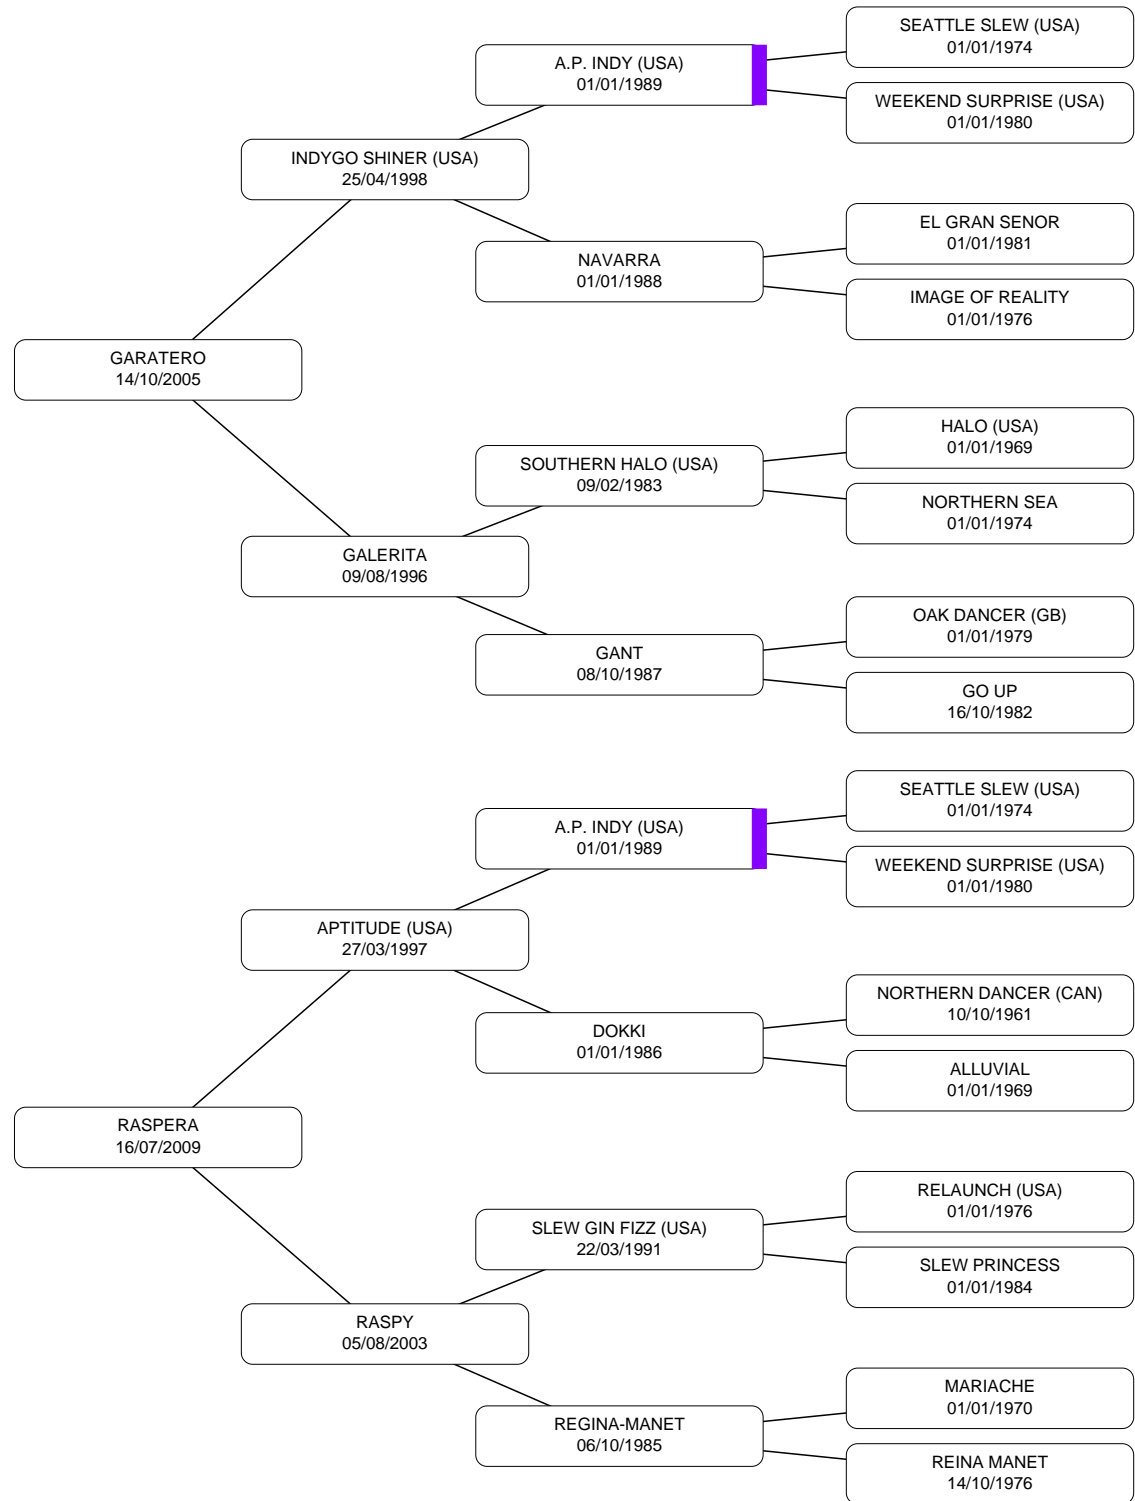 SEATTLE SLEW (USA)
01/01/1974
A.P. INDY (USA)
01/01/1989
WEEKEND SURPRISE (USA)
01/01/1980
INDYGO SHINER (USA)
25/04/1998
EL GRAN SENOR
01/01/1981
NAVARRA
01/01/1988
IMAGE OF REALITY
01/01/1976
GARATERO
14/10/2005
HALO (USA)
01/01/1969
SOUTHERN HALO (USA)
09/02/1983
NORTHERN SEA
01/01/1974
GALERITA
09/08/1996
OAK DANCER (GB)
01/01/1979
GANT
08/10/1987
GO UP
16/10/1982
SEATTLE SLEW (USA)
01/01/1974
A.P. INDY (USA)
01/01/1989
WEEKEND SURPRISE (USA)
01/01/1980
APTITUDE (USA)
27/03/1997
NORTHERN DANCER (CAN)
10/10/1961
DOKKI
01/01/1986
ALLUVIAL
01/01/1969
RASPERA
16/07/2009
RELAUNCH (USA)
01/01/1976
SLEW GIN FIZZ (USA)
22/03/1991
SLEW PRINCESS
01/01/1984
RASPY
05/08/2003
MARIACHE
01/01/1970
REGINA-MANET
06/10/1985
REINA MANET
14/10/1976